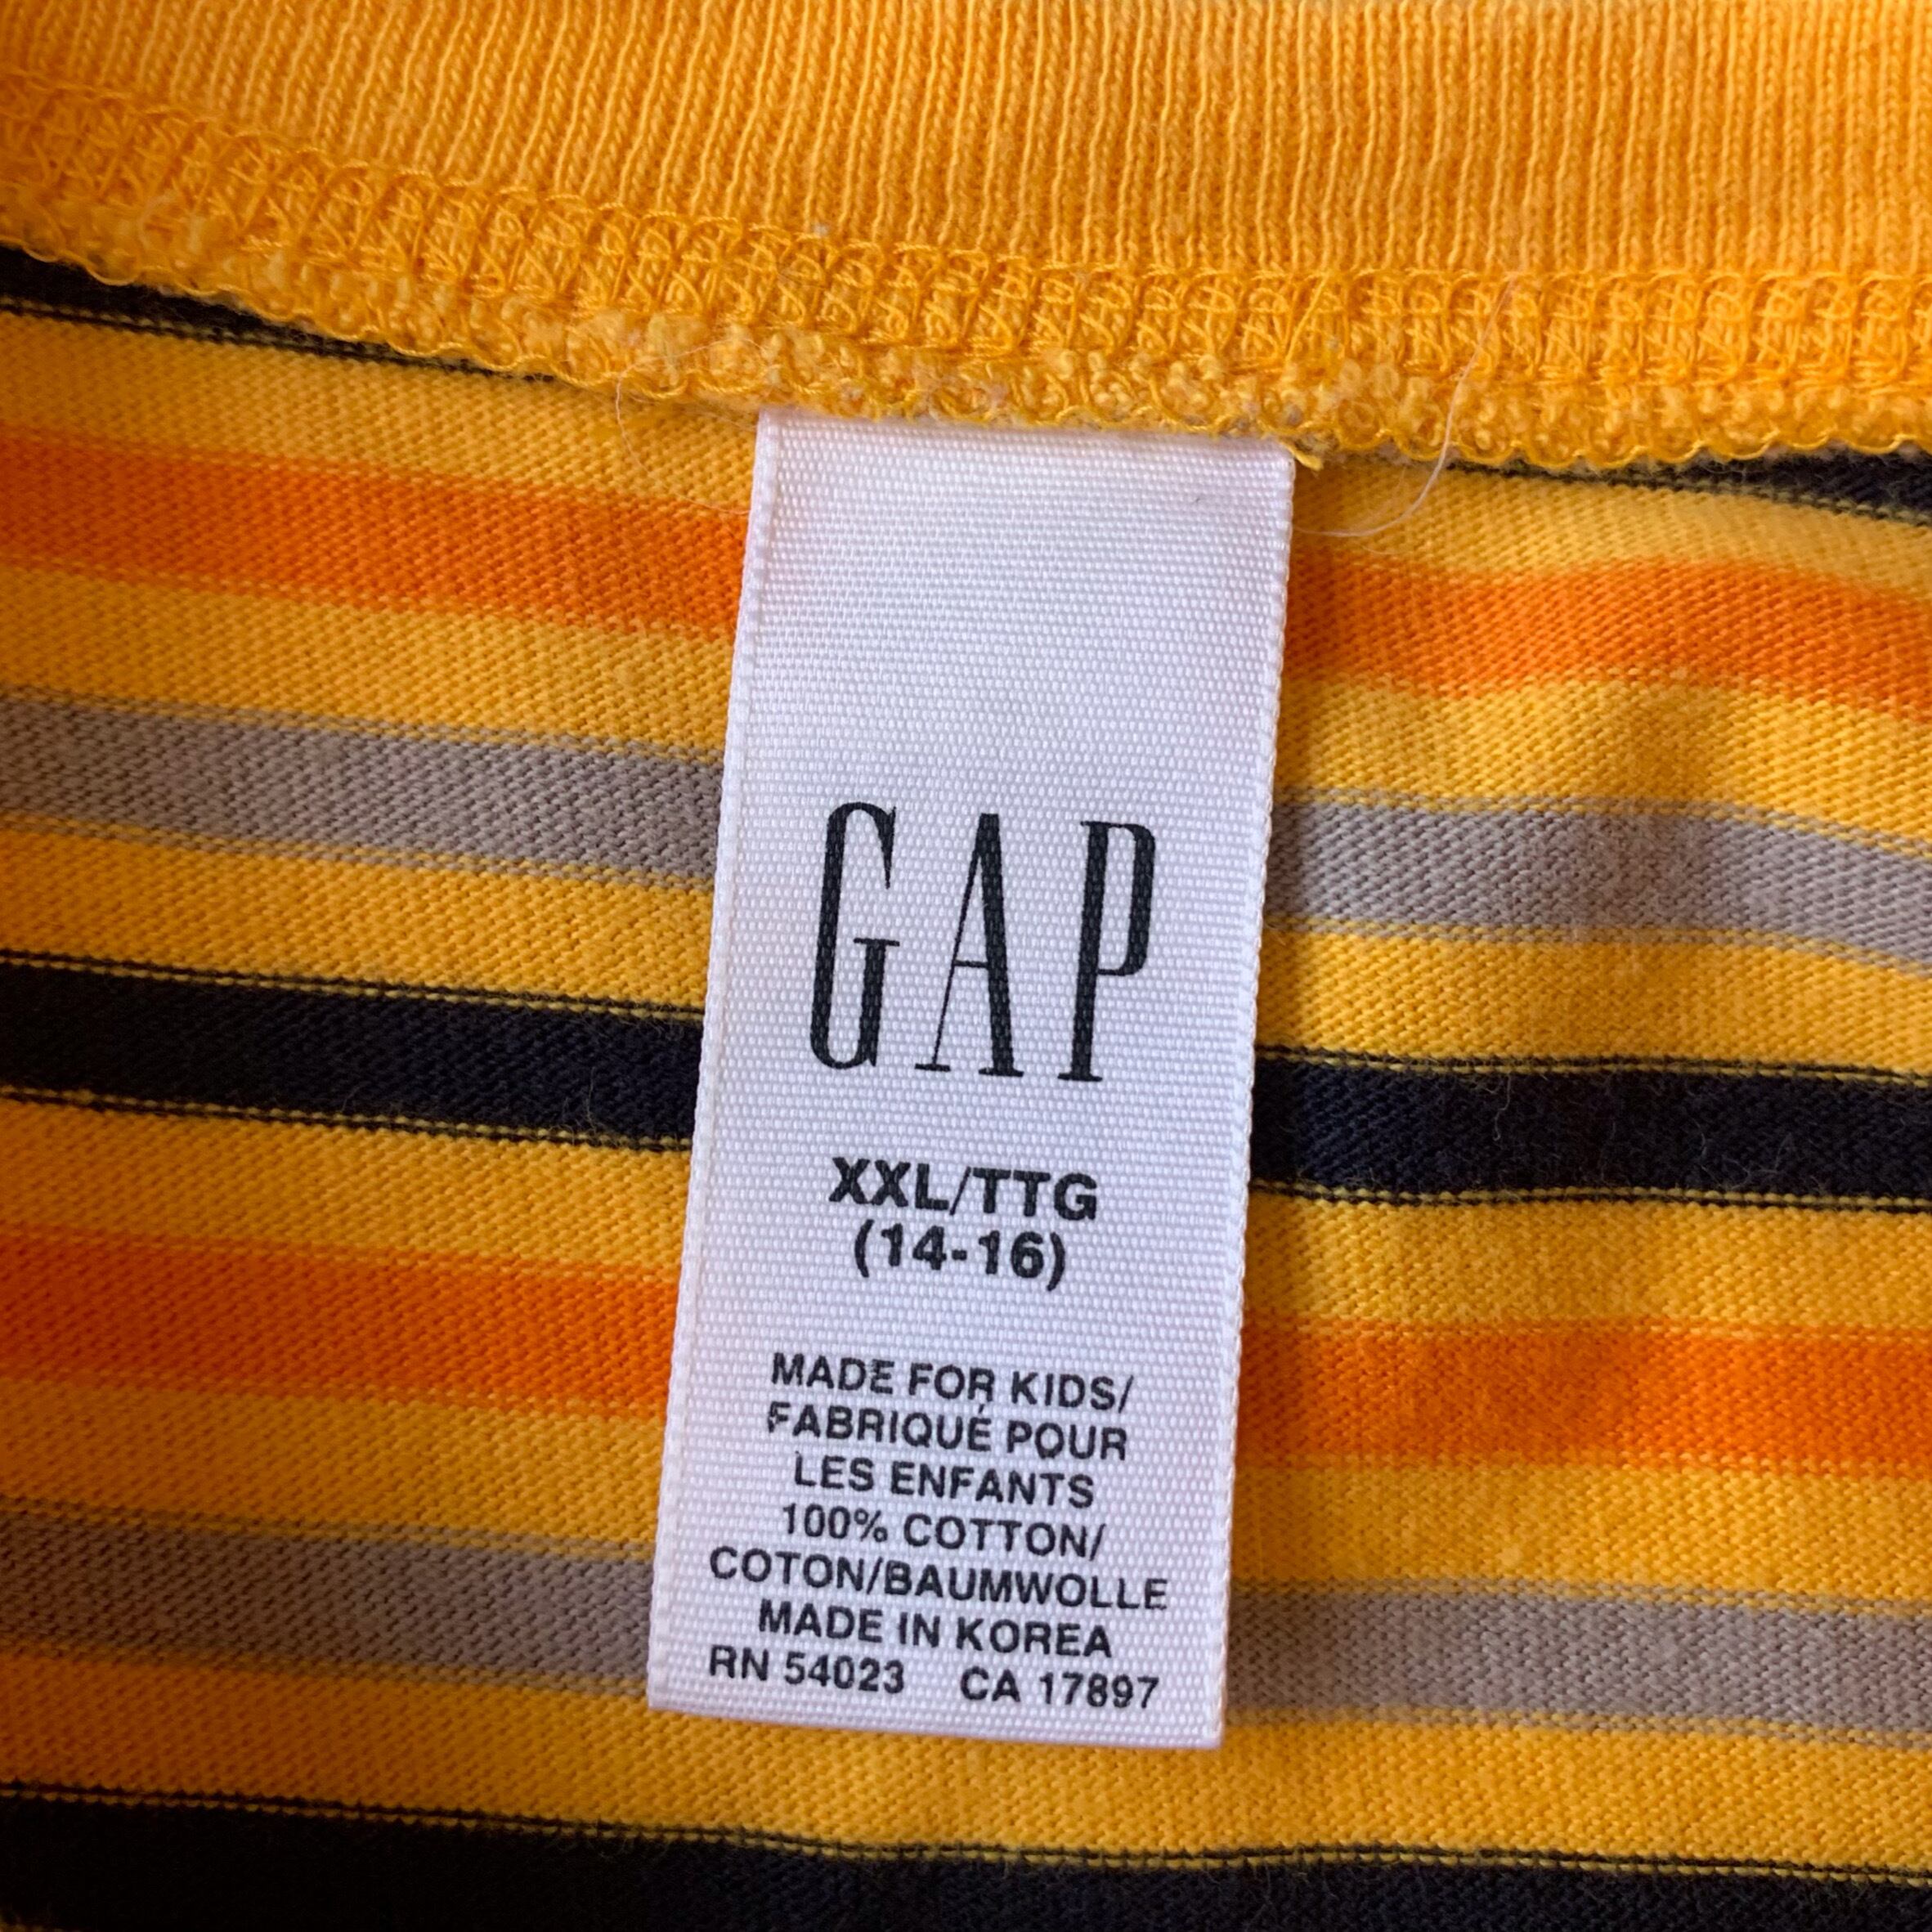 GAP
XXL/TTG
(14-16)
MADE FOR KIDS/
FABRIQUÉ POUR
LES ENFANTS
100% COTTON/
COTON/BAUMWOLLE
MADE IN KOREA
RN 54023 CA 17897